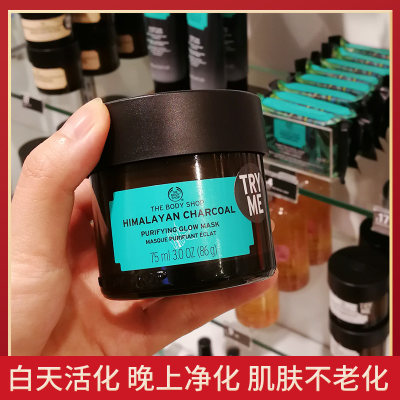 THE BODY SHOP
HIMALAYAN CHARCOAL
PURIFYING GLOW MASK
MASQUE PURIFIANT ÉCLAT
75 ml 3.0 OZ (86 g)
TRY
ME
白天活化 晚上净化 肌肤不老化